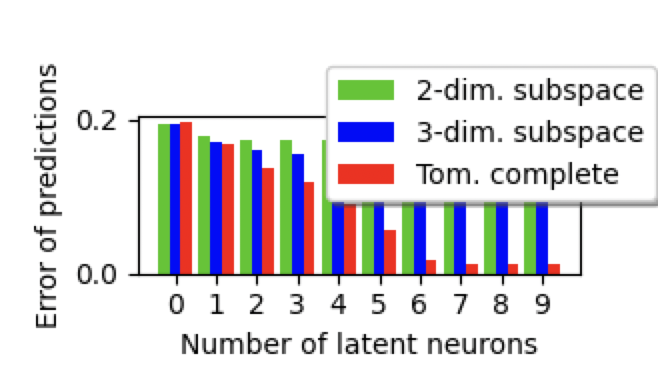 2-dim. subspace
3-dim. subspace
Tom. complete
Error of predictions
0.2
0.0
0 1 2 3 4 5 6 7 8 9
Number of latent neurons